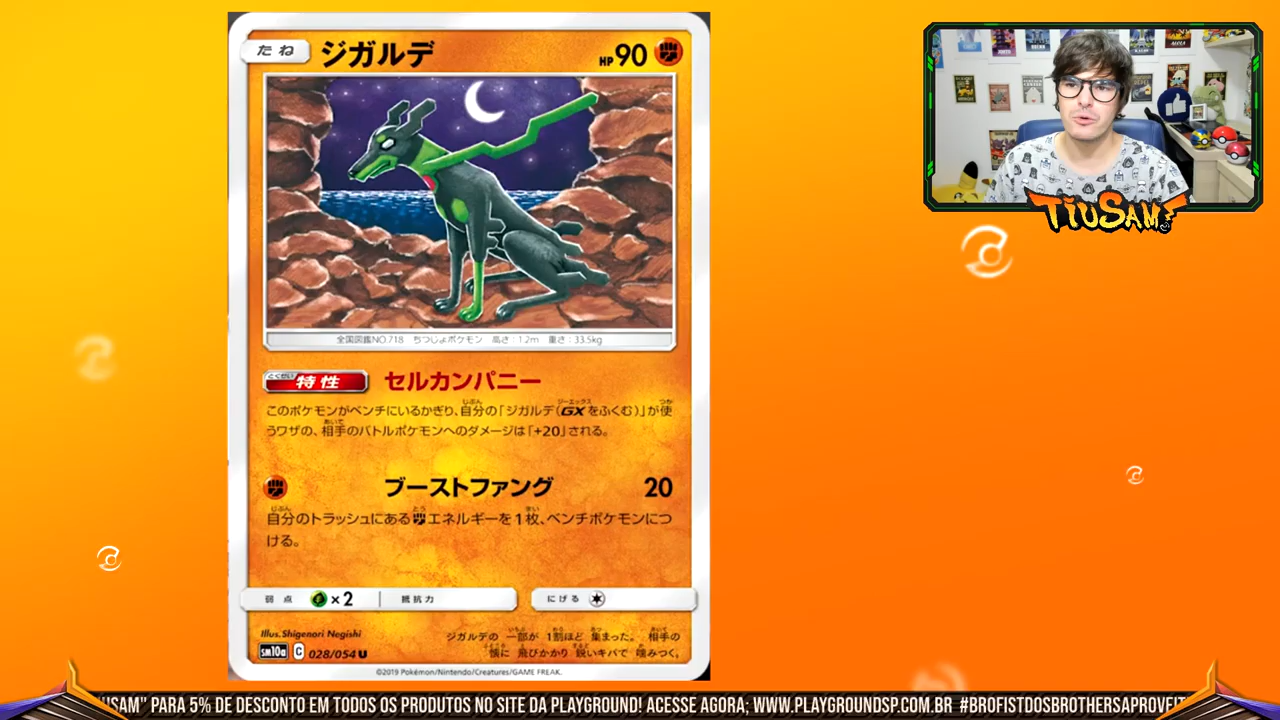 たね ジガルデ HP90
全国図鑑NO.718 ちつじょポケモン 高さ:1.2m 重さ:33.5kg
とくせい
特性 セルカンパニー
このポケモンがベンチにいるかぎり、自分の「ジガルデ(GXをふくむ)」が使
うワザの、相手のバトルポケモンへのダメージは「+20」される。
ブーストファング 20
自分のトラッシュにあるエネルギーを1枚、ベンチポケモンにつ
ける。
弱点 ×2 抵抗力 にげる
Illus.Shigenori Negishi
sm10a C 028/054 U
ジガルデの 一部が 1割ほど 集まった。 相手の
懐に 飛びかかり 鋭いキバで 噛みつく。
©2019 Pokémon/Nintendo/Creatures/GAME FREAK.
TiUSAM
USAM" PARA 5% DE DESCONTO EM TODOS OS PRODUTOS NO SITE DA PLAYGROUND! ACESSE AGORA; WWW.PLAYGROUNDSP.COM.BR #BROFISTDOSBROTHERSAPROVEIT